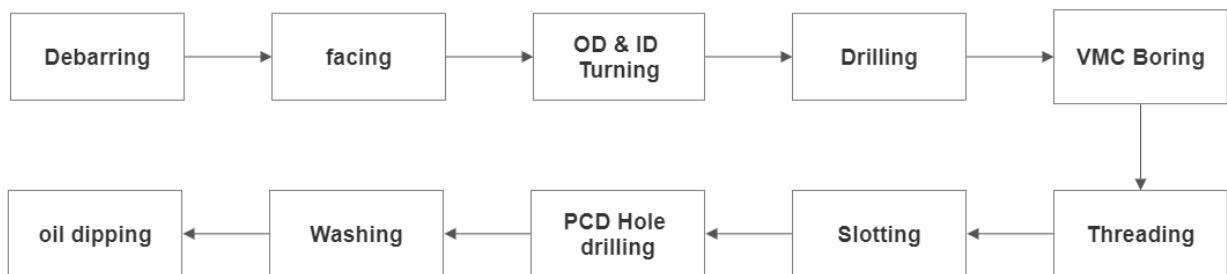 Debarring
facing
OD & ID
Turning
Drilling
VMC Boring
Threading
Slotting
PCD Hole
drilling
Washing
oil dipping